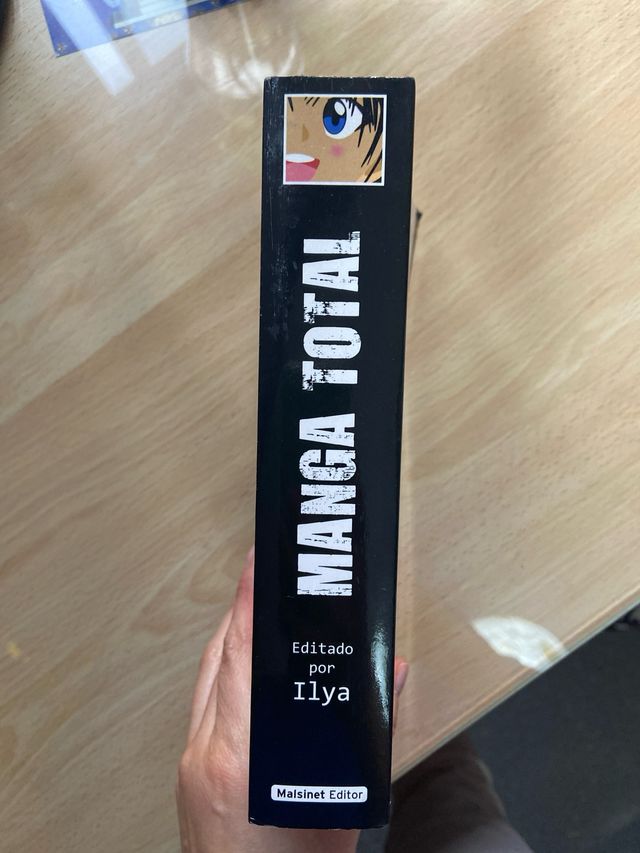 MANGA TOTAL
Editado
por
Ilya
Malsinet Editor